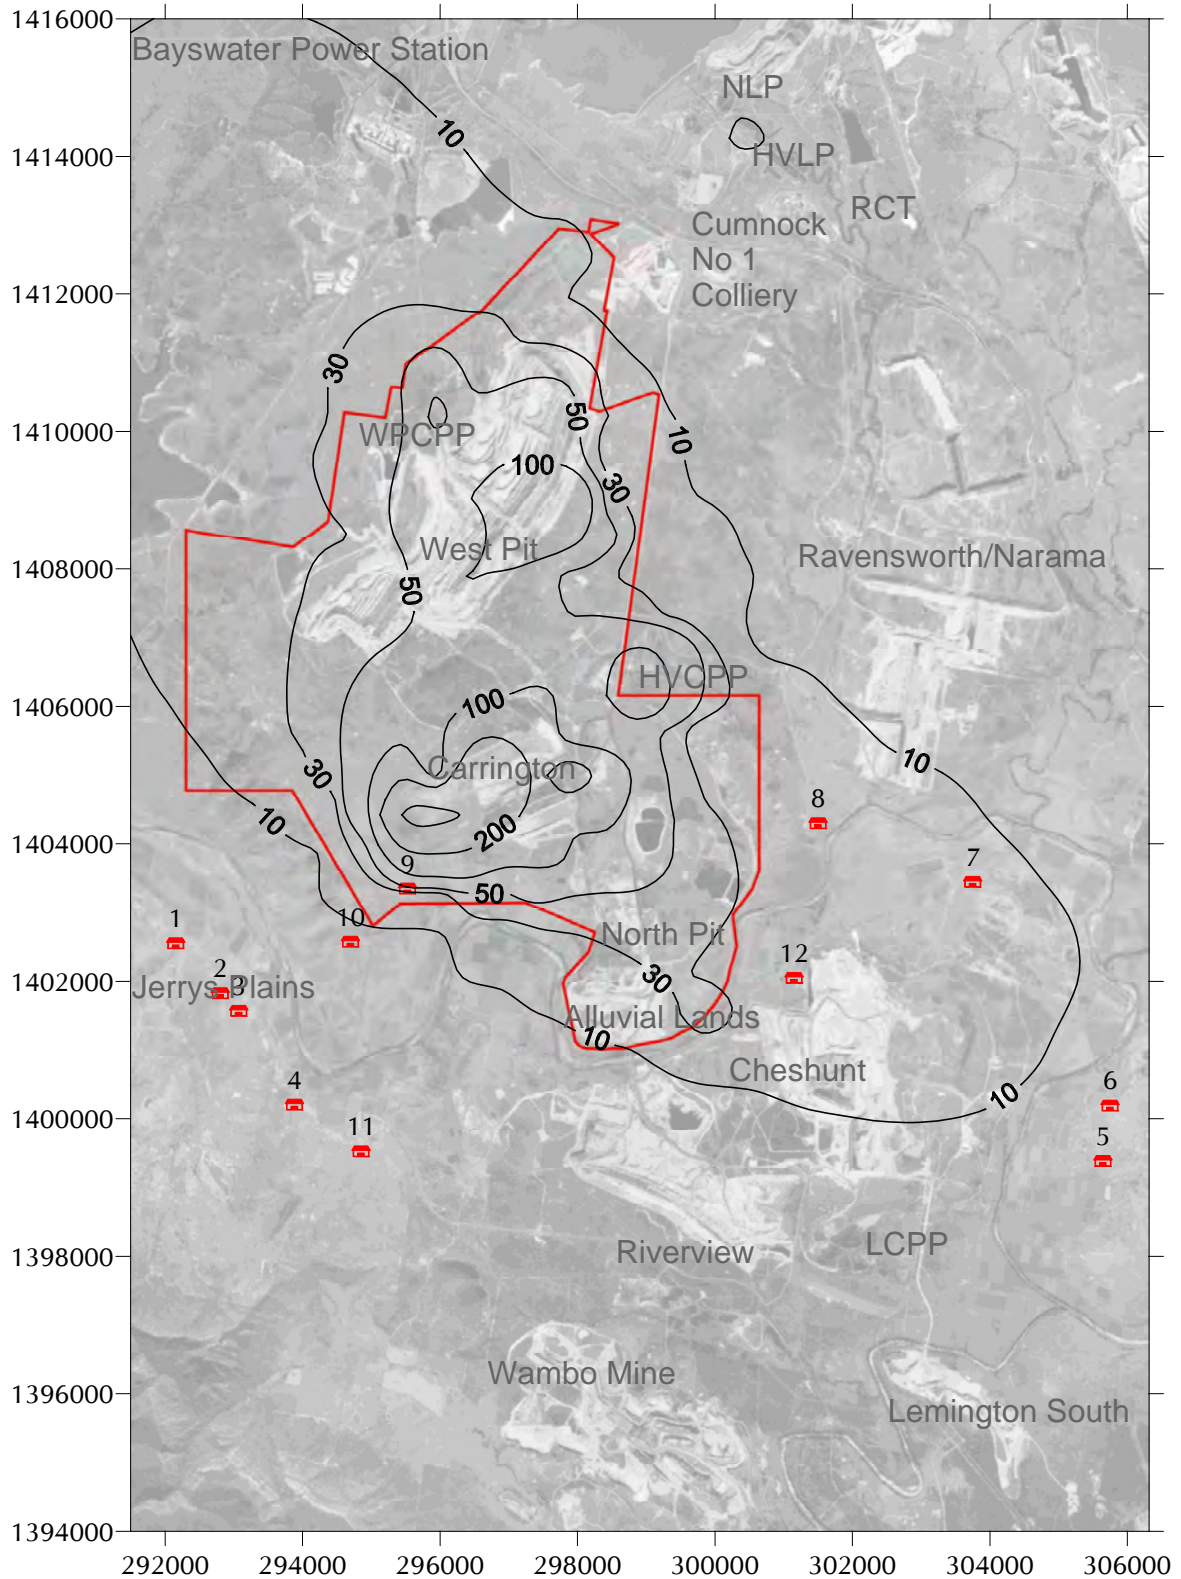 1416000
Bayswater Power Station
NLP
10
1414000
HVLP
RCT
Cumnock
No 1
Colliery
1412000
30
50
10
1410000
WPCPP
100
30
West Pit
Ravensworth/Narama
1408000
50
HVCPP
1406000
100
10
30
Carrington
8
10
200
1404000
7
9
50
1
10
North Pit
12
1402000
2
3
Jerrys Plains
30
Alluvial Lands
10
Cheshunt
4
10
6
1400000
11
5
LCPP
1398000
Riverview
Wambo Mine
1396000
Lemington South
1394000
292000 294000 296000 298000 300000 302000 304000 306000